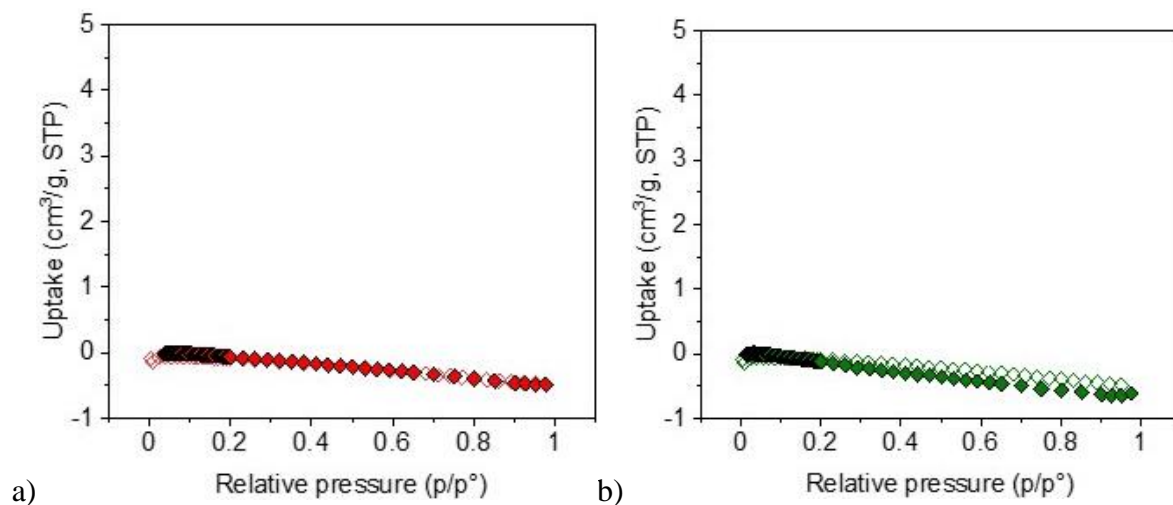 5
4
3
2
1
0
-1
Uptake (cm³/g, STP)
0 0.2 0.4 0.6 0.8 1
Relative pressure (p/p°)
a)
5
4
3
2
1
0
-1
Uptake (cm³/g, STP)
0 0.2 0.4 0.6 0.8 1
Relative pressure (p/p°)
b)